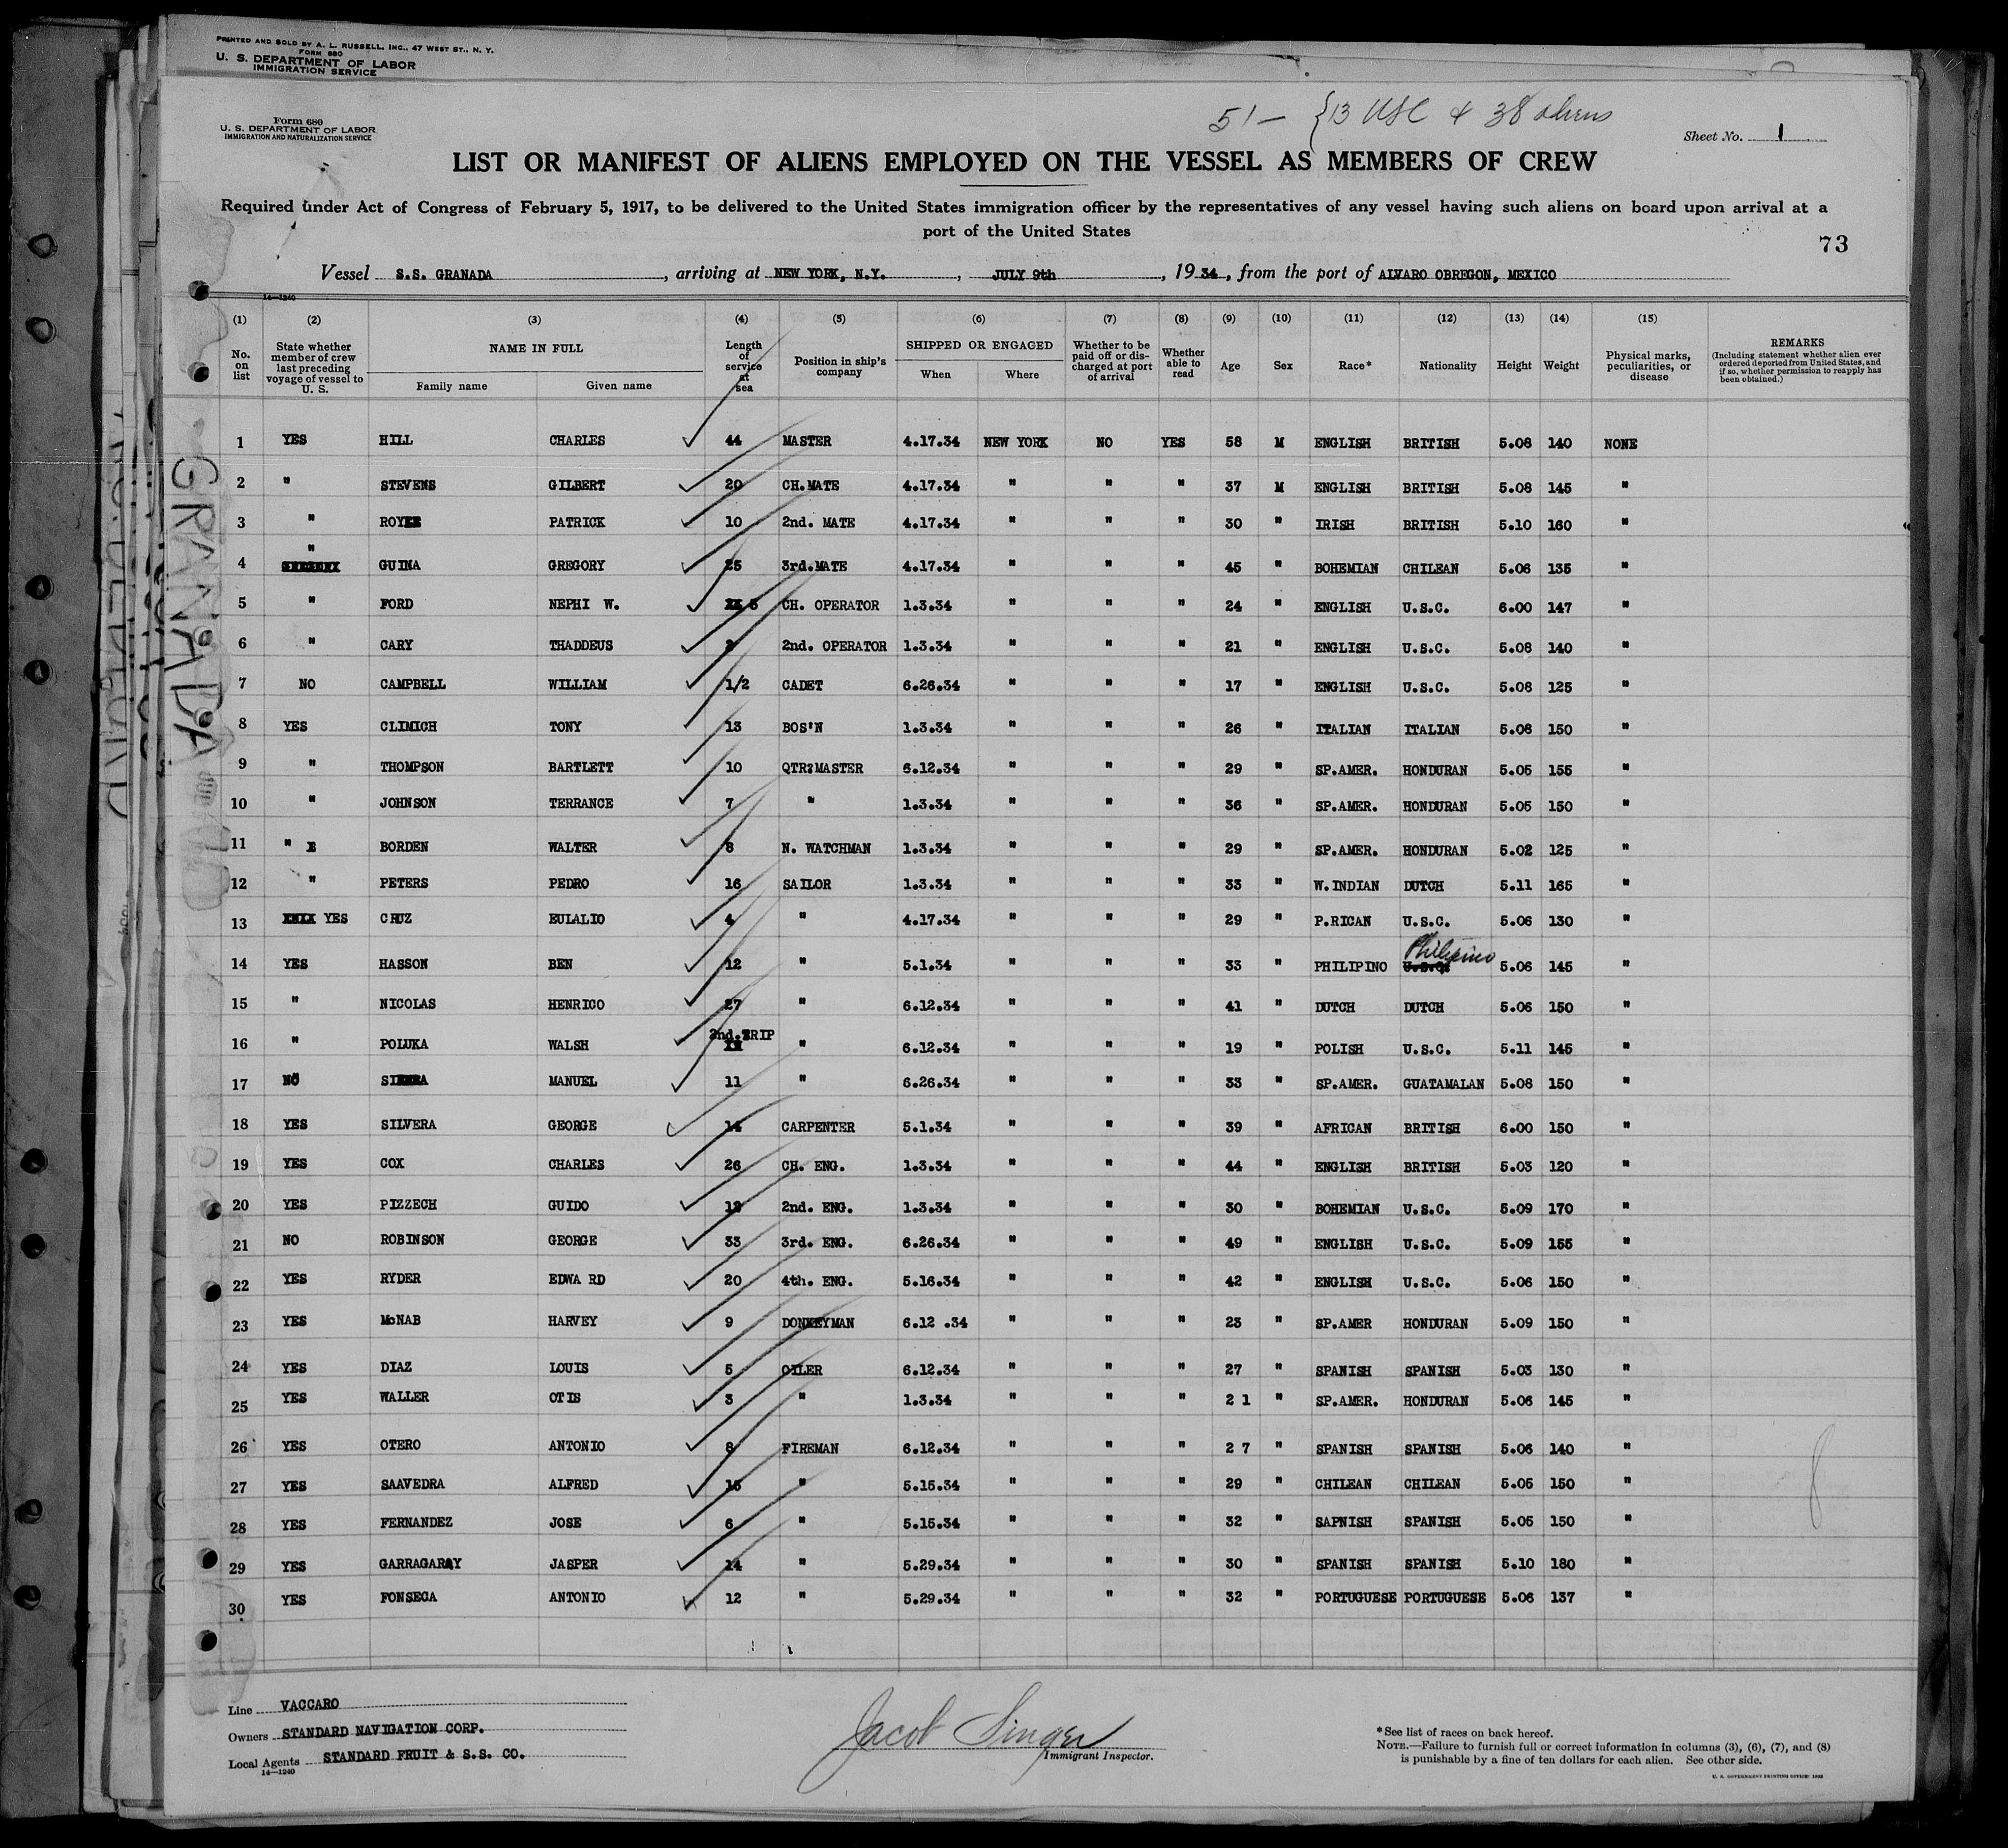 PRINTED AND SOLD BY A. L. RUSSELL, INC., 47 WEST ST., N. Y.
FORM 680
U. S. DEPARTMENT OF LABOR
IMMIGRATION SERVICE
51 — {13 USC & 38 aliens
Form 680
U. S. DEPARTMENT OF LABOR
IMMIGRATION AND NATURALIZATION SERVICE
Sheet No. 1
LIST OR MANIFEST OF ALIENS EMPLOYED ON THE VESSEL AS MEMBERS OF CREW
Required under Act of Congress of February 5, 1917, to be delivered to the United States immigration officer by the representatives of any vessel having such aliens on board upon arrival at a
port of the United States
73
Vessel S.S. GRANADA, arriving at NEW YORK, N.Y., JULY 9th, 1934, from the port of ALVARO OBREGON, MEXICO
14—1240
(1) (2) (3) (4) (5) (6) (7) (8) (9) (10) (11) (12) (13) (14) (15)
No. on list State whether member of crew last preceding voyage of vessel to U. S. NAME IN FULL Family name Given name Length of service at sea Position in ship's company SHIPPED OR ENGAGED When Where Whether to be paid off or discharged at port of arrival Whether able to read Age Sex Race* Nationality Height Weight Physical marks, peculiarities, or disease REMARKS (Including statement whether alien ever ordered deported from United States, and if so, whether permission to reapply has been obtained.)
1 YES HILL CHARLES 44 MASTER 4.17.34 NEW YORK NO YES 58 M ENGLISH BRITISH 5.08 140 NONE
2 " STEVENS GILBERT 20 CH.MATE 4.17.34 " " " 37 M ENGLISH BRITISH 5.08 145 "
3 " ROY PATRICK 10 2nd. MATE 4.17.34 " " " 30 " IRISH BRITISH 5.10 160 "
4 " GUINA GREGORY 25 3rd.MATE 4.17.34 " " " 45 " BOHEMIAN CHILEAN 5.06 135 "
5 " FORD NEPHI W. CH. OPERATOR 1.3.34 " " " 24 " ENGLISH U.S.C. 6.00 147 "
6 " CARY THADDEUS 2nd. OPERATOR 1.3.34 " " " 21 " ENGLISH U.S.C. 5.08 140 "
7 NO CAMPBELL WILLIAM 1/2 CADET 6.26.34 " " " 17 " ENGLISH U.S.C. 5.08 125 "
8 YES CLIMICH TONY 13 BOS'N 1.3.34 " " " 26 " ITALIAN ITALIAN 5.08 150 "
9 " THOMPSON BARTLETT 10 QTR?MASTER 6.12.34 " " " 29 " SP.AMER. HONDURAN 5.05 155 "
10 " JOHNSON TERRANCE 7 " 1.3.34 " " " 36 " SP.AMER. HONDURAN 5.05 150 "
11 " BORDEN WALTER 8 N. WATCHMAN 1.3.34 " " " 29 " SP.AMER. HONDURAN 5.02 125 "
12 " PETERS PEDRO 16 SAILOR 1.3.34 " " " 33 " W.INDIAN DUTCH 5.11 165 "
13 YES CRUZ EULALIO 4 " 4.17.34 " " " 29 " P.RICAN U.S.C. 5.06 130 "
14 YES HASSON BEN 12 " 5.1.34 " " " 33 " PHILIPINO U.S.C. Philipino 5.06 145 "
15 " NICOLAS HENRICO 27 " 6.12.34 " " " 41 " DUTCH DUTCH 5.06 150 "
16 " POLUKA WALSH 2nd.TRIP " 6.12.34 " " " 19 " POLISH U.S.C. 5.11 145 "
17 NO MANUEL 11 " 6.26.34 " " " 33 " SP.AMER. GUATAMALAN 5.08 150 "
18 YES SILVERA GEORGE 14 CARPENTER 5.1.34 " " " 39 " AFRICAN BRITISH 6.00 150 "
19 YES COX CHARLES 26 CH. ENG. 1.3.34 " " " 44 " ENGLISH BRITISH 5.03 120 "
20 YES PIZZECH GUIDO 12 2nd. ENG. 1.3.34 " " " 30 " BOHEMIAN U.S.C. 5.09 170 "
21 NO ROBINSON GEORGE 33 3rd. ENG. 6.26.34 " " " 49 " ENGLISH U.S.C. 5.09 155 "
22 YES RYDER EDWA RD 20 4th. ENG. 5.16.34 " " " 42 " ENGLISH U.S.C. 5.06 150 "
23 YES McNAB HARVEY 9 DONKEYMAN 6.12 .34 " " " 23 " SP.AMER HONDURAN 5.09 150 "
24 YES DIAZ LOUIS 5 OILER 6.12.34 " " " 27 " SPANISH SPANISH 5.03 130 "
25 YES WALLER OTIS 3 " 1.3.34 " " " 2 1 " SP.AMER. HONDURAN 5.06 145 "
26 YES OTERO ANTONIO 8 FIREMAN 6.12.34 " " " 2 7 " SPANISH SPANISH 5.06 140 "
27 YES SAAVEDRA ALFRED 15 " 5.15.34 " " " 29 " CHILEAN CHILEAN 5.05 150 "
28 YES FERNANDEZ JOSE 6 " 5.15.34 " " " 32 " SAPNISH SPANISH 5.05 150 "
29 YES GARRAGARAY JASPER 14 " 5.29.34 " " " 30 " SPANISH SPANISH 5.10 180 "
30 YES FONSECA ANTONIO 12 " 5.29.34 " " " 32 " PORTUGUESE PORTUGUESE 5.06 137 "
GRANADA
Line VACCARO
Owners STANDARD NAVIGATION CORP.
Local Agents STANDARD FRUIT & S.S. CO.
14—1240
Jacob Singer
Immigrant Inspector.
*See list of races on back hereof.
NOTE.—Failure to furnish full or correct information in columns (3), (6), (7), and (8)
is punishable by a fine of ten dollars for each alien. See other side.